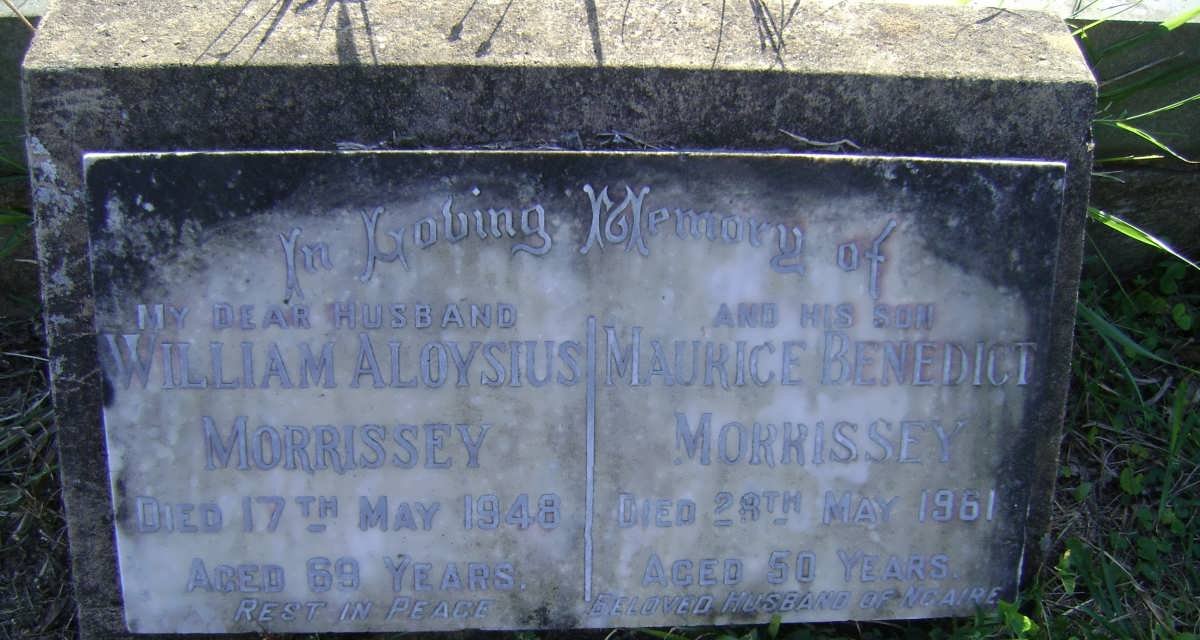 In Loving Memory of
MY DEAR HUSBAND
WILLIAM ALOYSIUS
MORRISSEY
DIED 17TH MAY 1948
AGED 69 YEARS.
REST IN PEACE
AND HIS SON
MAURICE BENEDICT
MORRISSEY
DIED 28TH MAY 1961
AGED 50 YEARS.
BELOVED HUSBAND OF NGAIRE